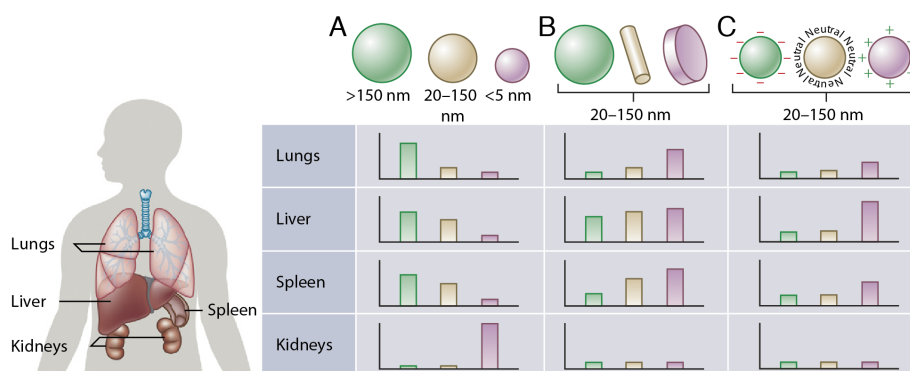 A
B
C
Neutral Neutral Neutral Neutral
>150 nm
20–150
nm
<5 nm
20–150 nm
20–150 nm
Lungs
Liver
Spleen
Kidneys
Lungs
Liver
Spleen
Kidneys